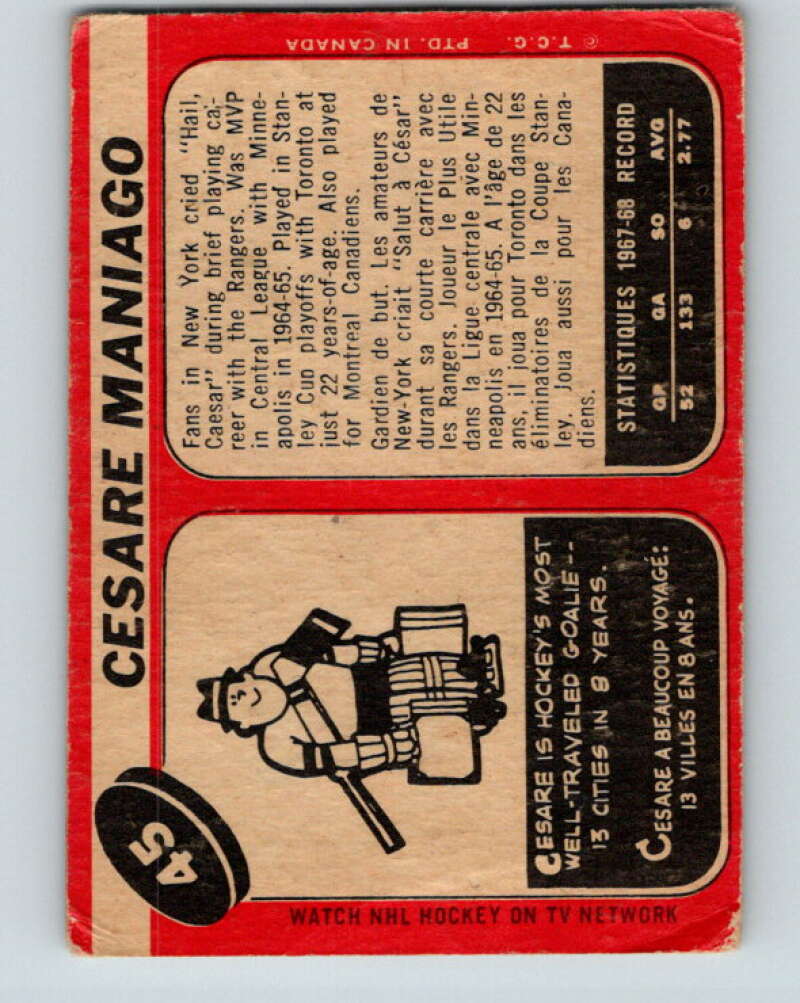 CESARE MANIAGO
45
CESARE IS HOCKEY'S MOST
WELL-TRAVELED GOALIE--
13 CITIES IN 8 YEARS.
CESARE A BEAUCOUP VOYAGÉ:
13 VILLES EN 8 ANS.
WATCH NHL HOCKEY ON TV NETWORK
Fans in New York cried "Hail,
Caesar" during brief playing ca-
reer with the Rangers. Was MVP
in Central League with Minne-
apolis in 1964-65. Played in Stan-
ley Cup playoffs with Toronto at
just 22 years-of-age. Also played
for Montreal Canadiens.
Gardien de but. Les amateurs de
New-York criait "Salut à César"
durant sa courte carrière avec
les Rangers. Joueur le Plus Utile
dans la Ligue centrale avec Min-
neapolis en 1964-65. A l'âge de 22
ans, il joua pour Toronto dans les
éliminatoires de la Coupe Stan-
ley. Joua aussi pour les Cana-
diens.
STATISTIQUES 1967-68 RECORD
GP GA SO AVG
52 133 6 2.77
© T.C.G. PTD. IN CANADA